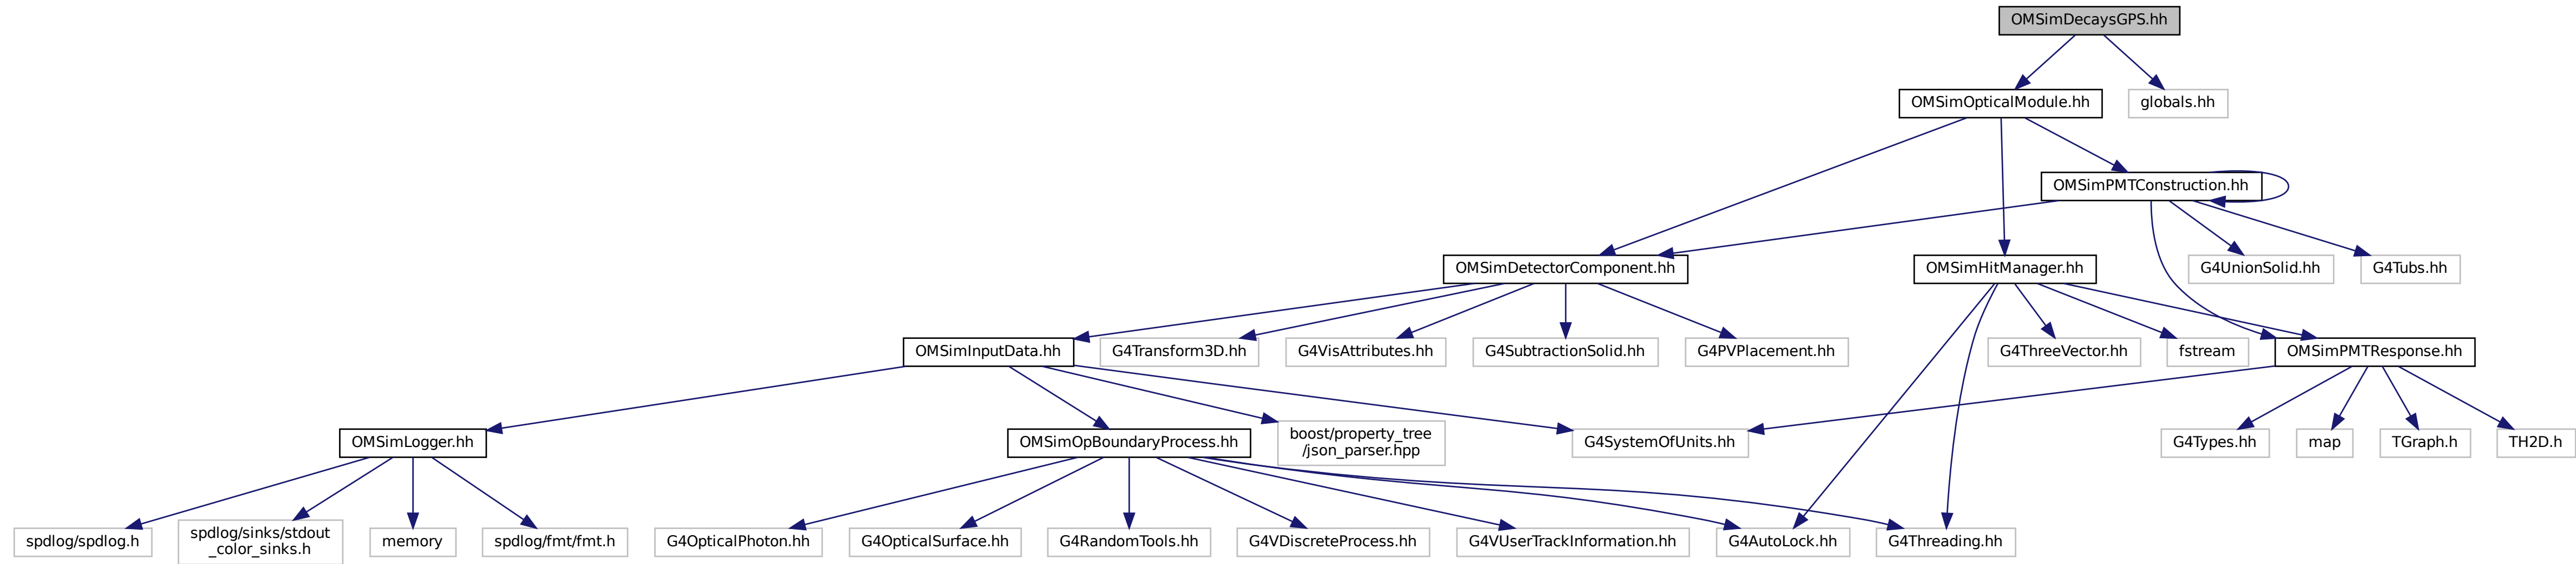 OMSimDecaysGPS.hh
OMSimOpticalModule.hh
globals.hh
OMSimPMTConstruction.hh
OMSimDetectorComponent.hh
OMSimHitManager.hh
G4UnionSolid.hh
G4Tubs.hh
OMSimInputData.hh
G4Transform3D.hh
G4VisAttributes.hh
G4SubtractionSolid.hh
G4PVPlacement.hh
G4ThreeVector.hh
fstream
OMSimPMTResponse.hh
OMSimLogger.hh
OMSimOpBoundaryProcess.hh
boost/property_tree
/json_parser.hpp
G4SystemOfUnits.hh
G4Types.hh
map
TGraph.h
TH2D.h
spdlog/spdlog.h
spdlog/sinks/stdout
_color_sinks.h
memory
spdlog/fmt/fmt.h
G4OpticalPhoton.hh
G4OpticalSurface.hh
G4RandomTools.hh
G4VDiscreteProcess.hh
G4VUserTrackInformation.hh
G4AutoLock.hh
G4Threading.hh